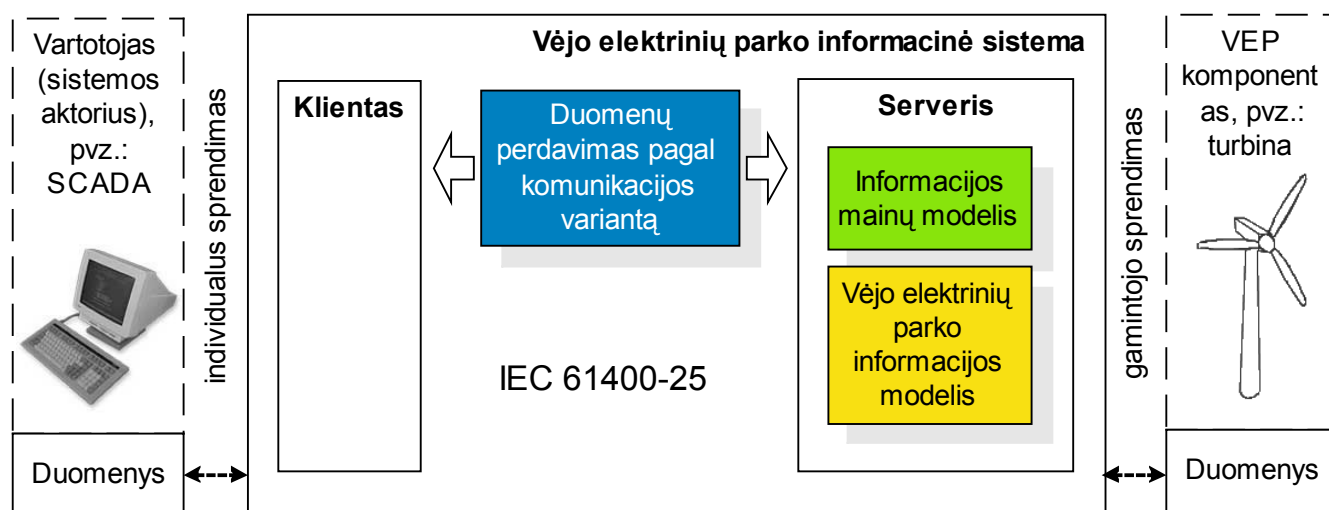 Vartotojas
(sistemos
aktorius),
pvz.:
SCADA
Duomenys
individualus sprendimas
Vėjo elektrinių parko informacinė sistema
Klientas
Duomenų
perdavimas pagal
komunikacijos
variantą
IEC 61400-25
Serveris
Informacijos
mainų modelis
Vėjo elektrinių
parko
informacijos
modelis
gamintojo sprendimas
VEP
komponent
as, pvz.:
turbina
Duomenys